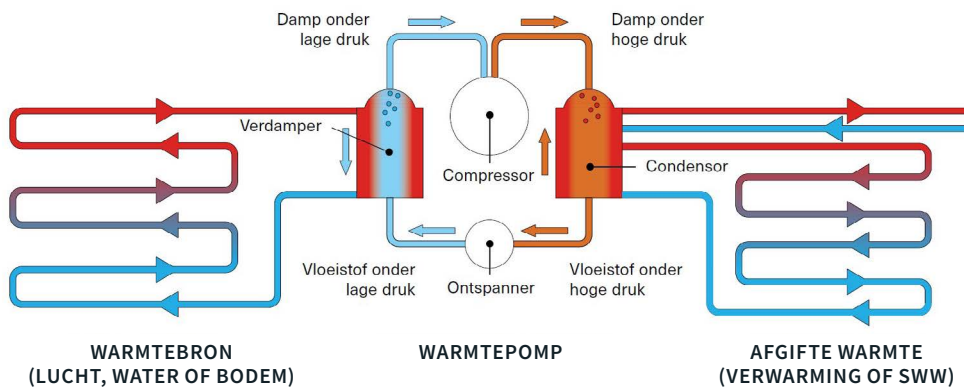 Damp onder
lage druk
Damp onder
hoge druk
Verdamper
Compressor
Condensor
Vloeistof onder
lage druk
Ontspanner
Vloeistof onder
hoge druk
WARMTEBRON
(LUCHT, WATER OF BODEM)
WARMTEPOMP
AFGIFTE WARMTE
(VERWARMING OF SWW)